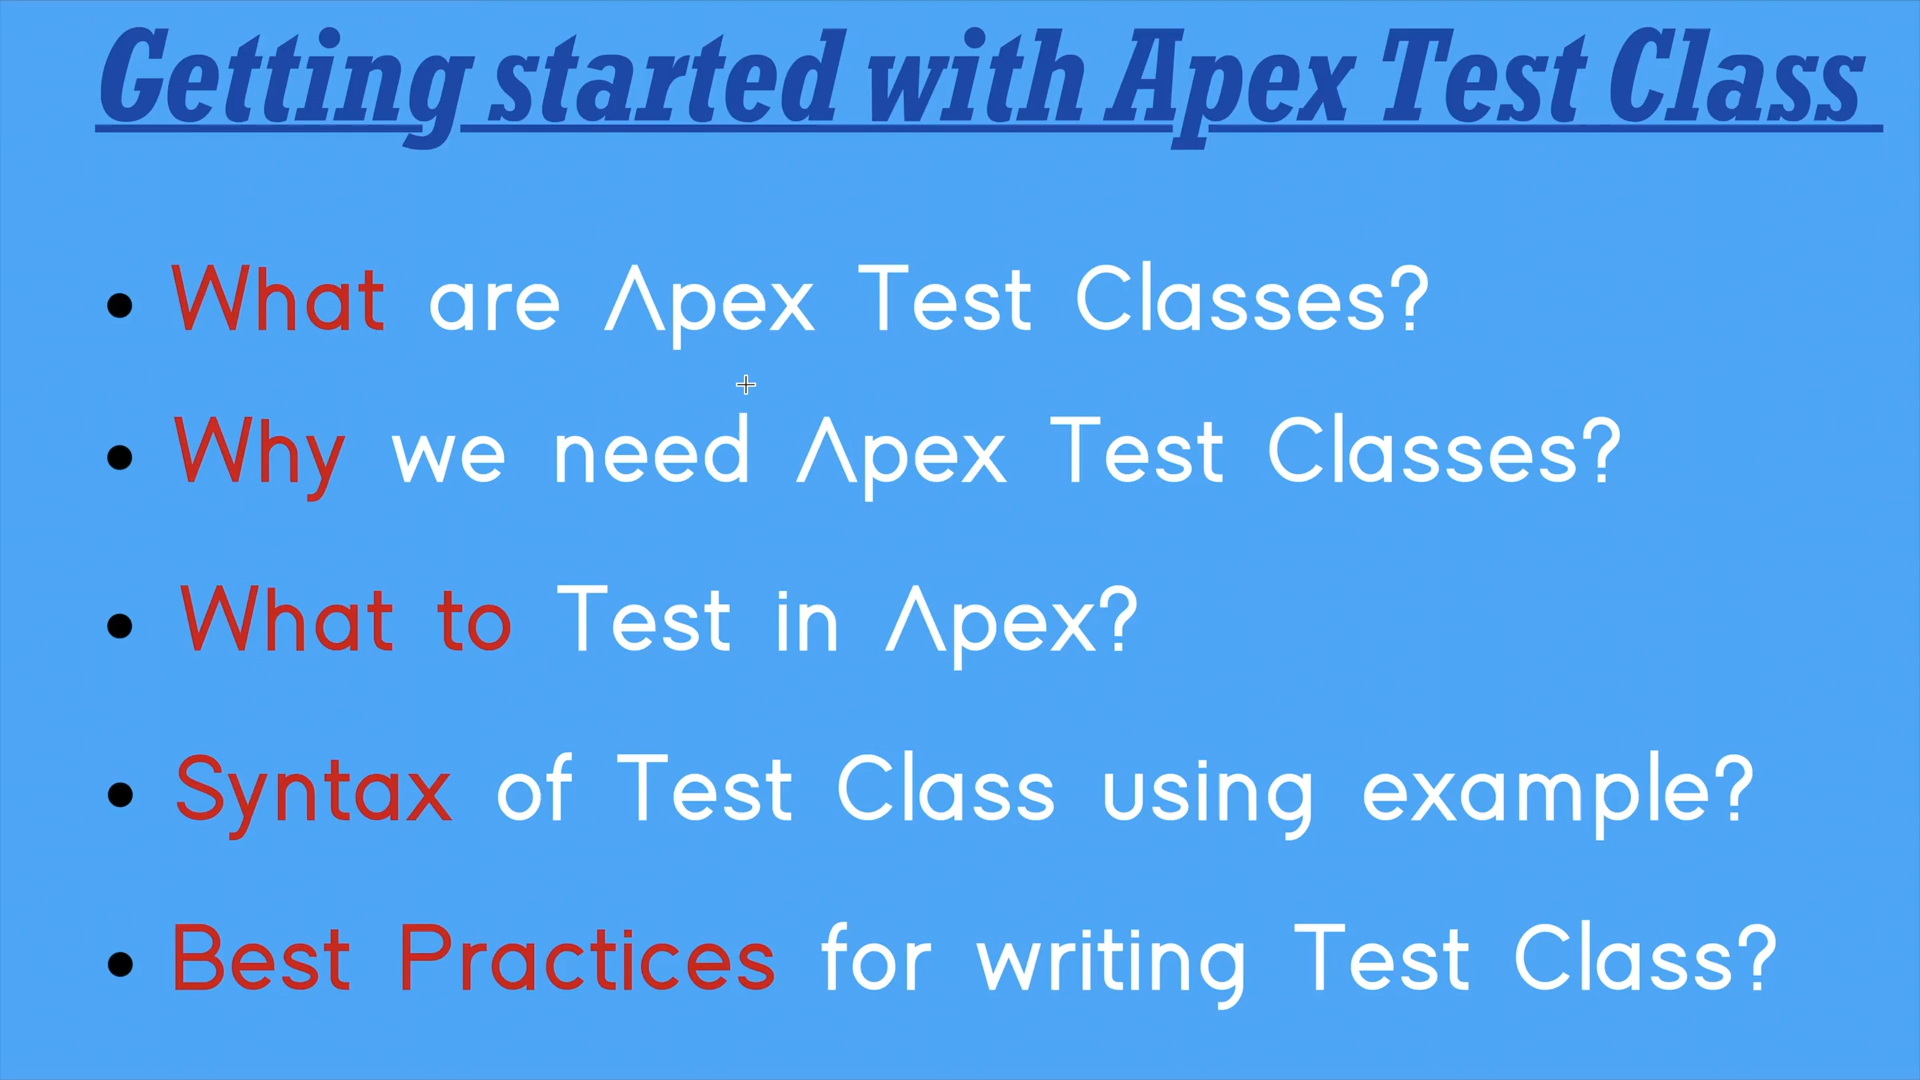 Getting started with Apex Test Class
• What are Apex Test Classes?
• Why we need Apex Test Classes?
• What to Test in Apex?
• Syntax of Test Class using example?
• Best Practices for writing Test Class?